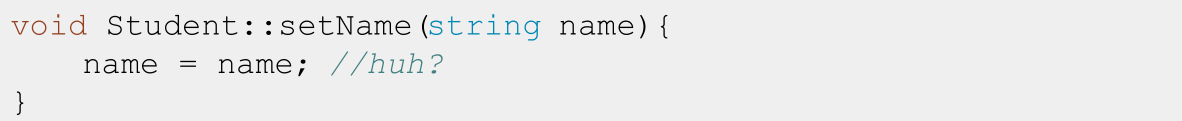 void Student::setName(string name){
    name = name; //huh?
}